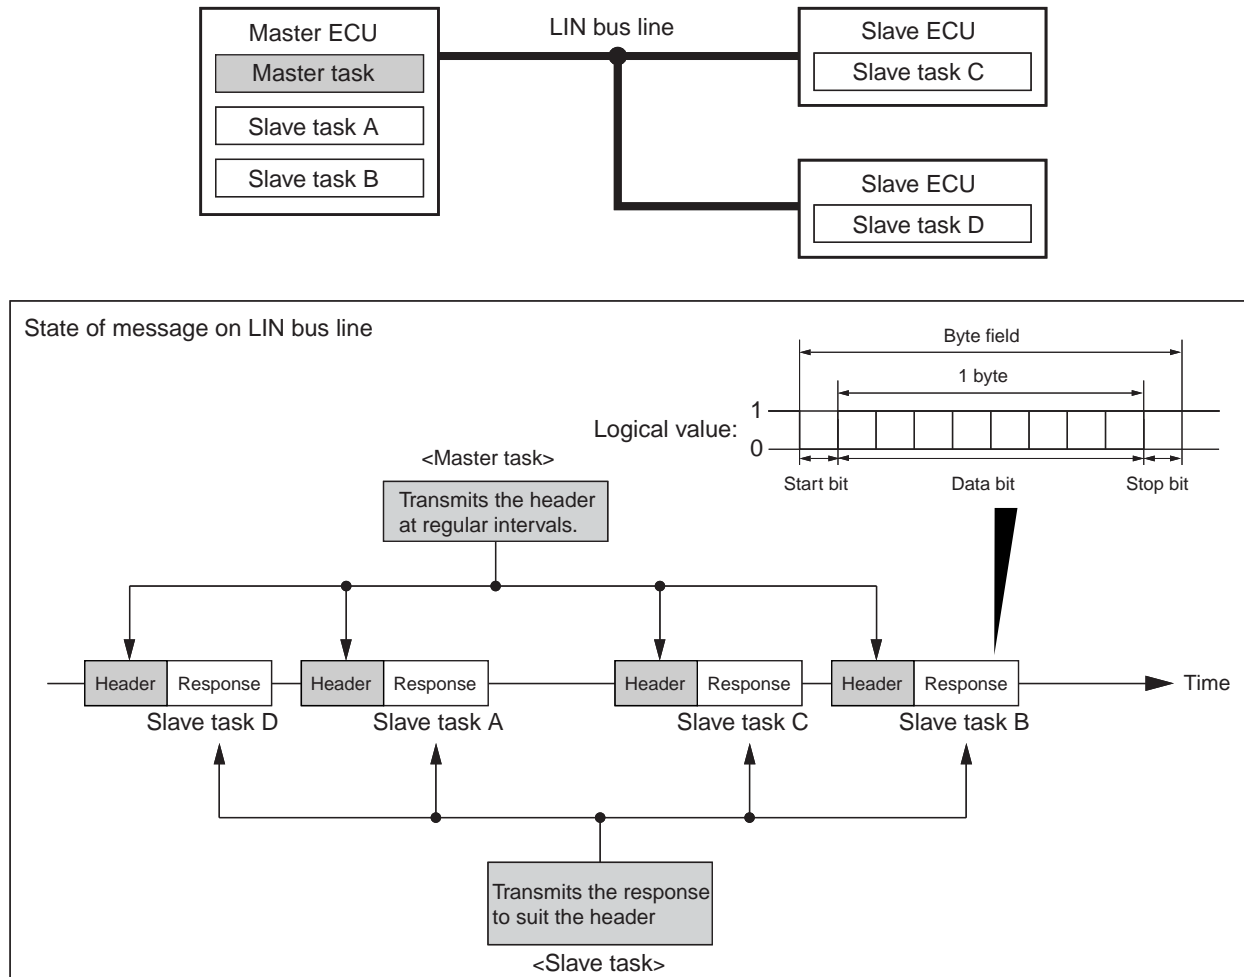 Master ECU
Master task
Slave task A
Slave task B
LIN bus line
Slave ECU
Slave task C
Slave ECU
Slave task D
State of message on LIN bus line
Byte field
1 byte
Logical value:
1
0
Start bit
Data bit
Stop bit
<Master task>
Transmits the header
at regular intervals.
Header Response
Header Response
Header Response
Header Response
Time
Slave task D
Slave task A
Slave task C
Slave task B
Transmits the response
to suit the header
<Slave task>